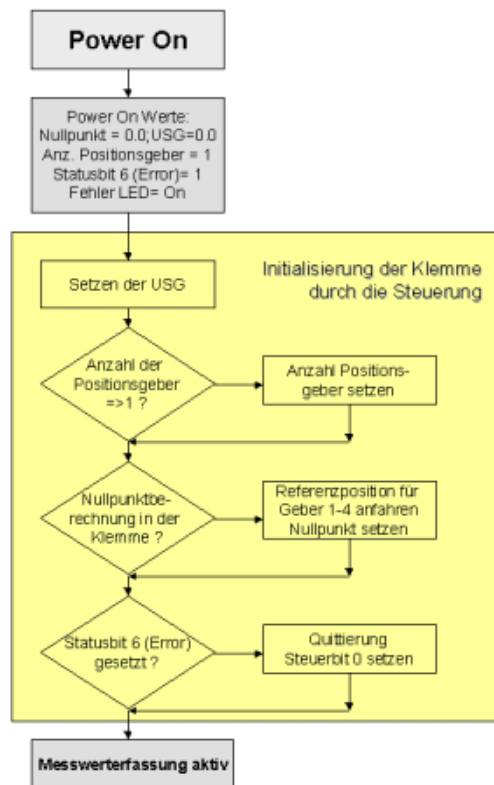 Power On
Power On Werte:
Nullpunkt = 0.0;USG=0.0
Anz. Positionsgeber = 1
Statusbit 6 (Error)= 1
Fehler LED= On
Initialisierung der Klemme
durch die Steuerung
Setzen der USG
Anzahl der
Positionsgeber
=>1 ?
Anzahl Positions-
geber setzen
Nullpunktbe-
rechnung in der
Klemme ?
Referenzposition für
Geber 1-4 anfahren
Nullpunkt setzen
Statusbit 6 (Error)
gesetzt ?
Quittierung
Steuerbit 0 setzen
Messwerterfassung aktiv